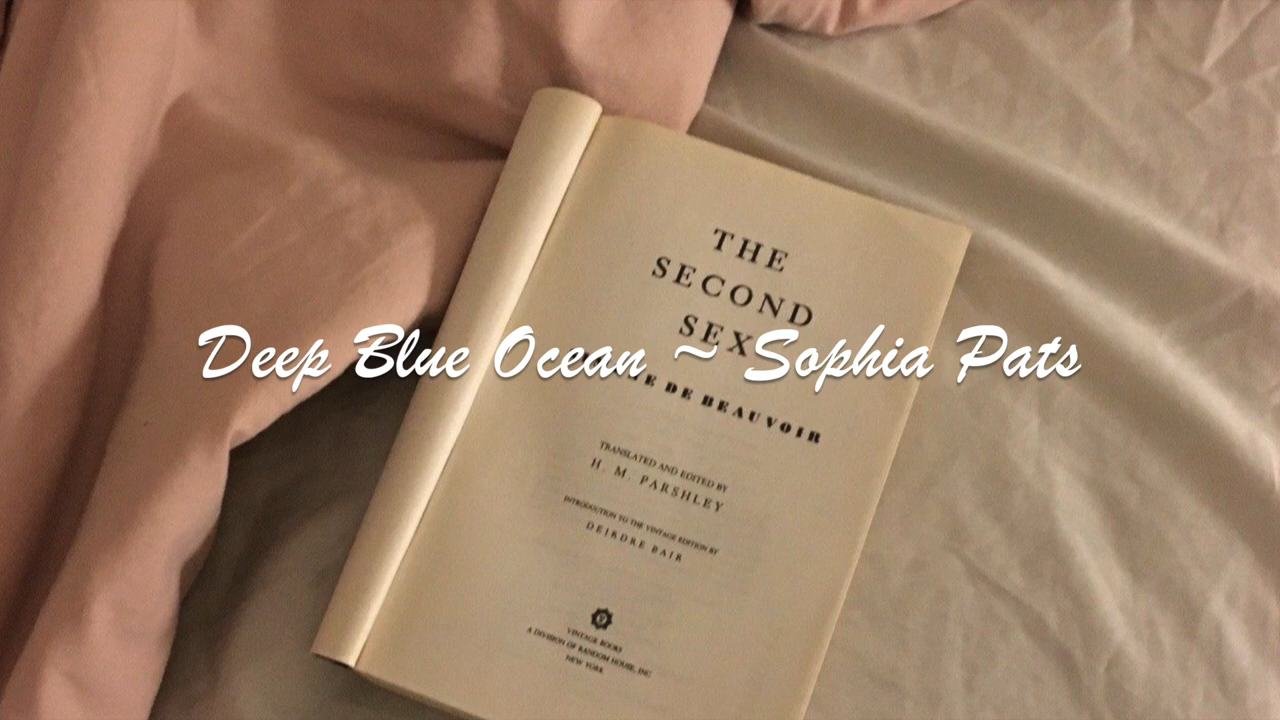 THE
SECOND
SEX
Deep Blue Ocean ~ Sophia Pats
DE BEAUVOIR
TRANSLATED AND EDITED BY
H. M. PARSHLEY
INTRODUCTION TO THE VINTAGE EDITION BY
DEIRDRE BAIR
VINTAGE BOOKS
A DIVISION OF RANDOM HOUSE, INC
NEW YORK